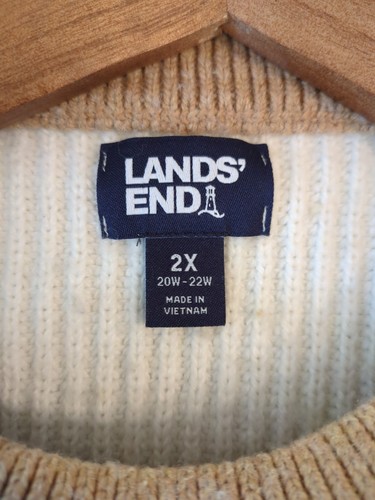 LANDS'
END
2X
20W - 22W
MADE IN
VIETNAM